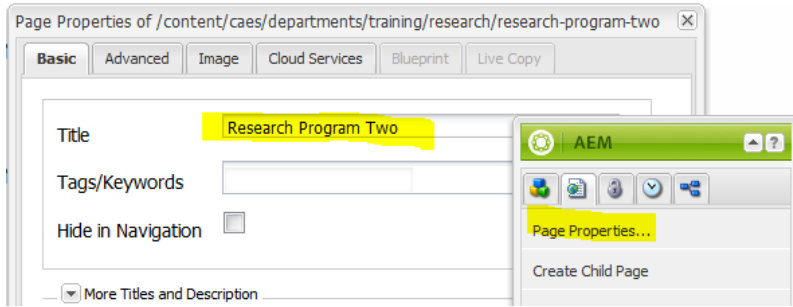 Page Properties of /content/caes/departments/training/research/research-program-two
Basic Advanced Image Cloud Services Blueprint Live Copy
Title Research Program Two
Tags/Keywords
Hide in Navigation
More Titles and Description
AEM ?
Page Properties...
Create Child Page